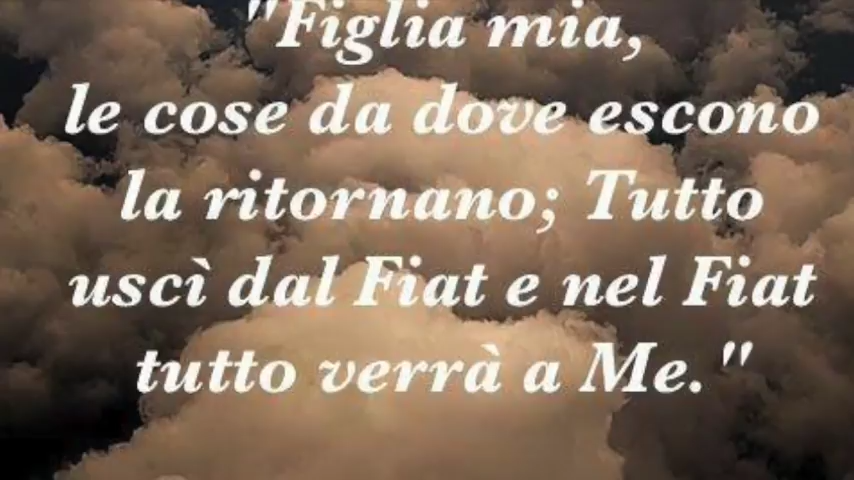 "Figlia mia,
le cose da dove escono
la ritornano; Tutto
uscì dal Fiat e nel Fiat
tutto verrà a Me."